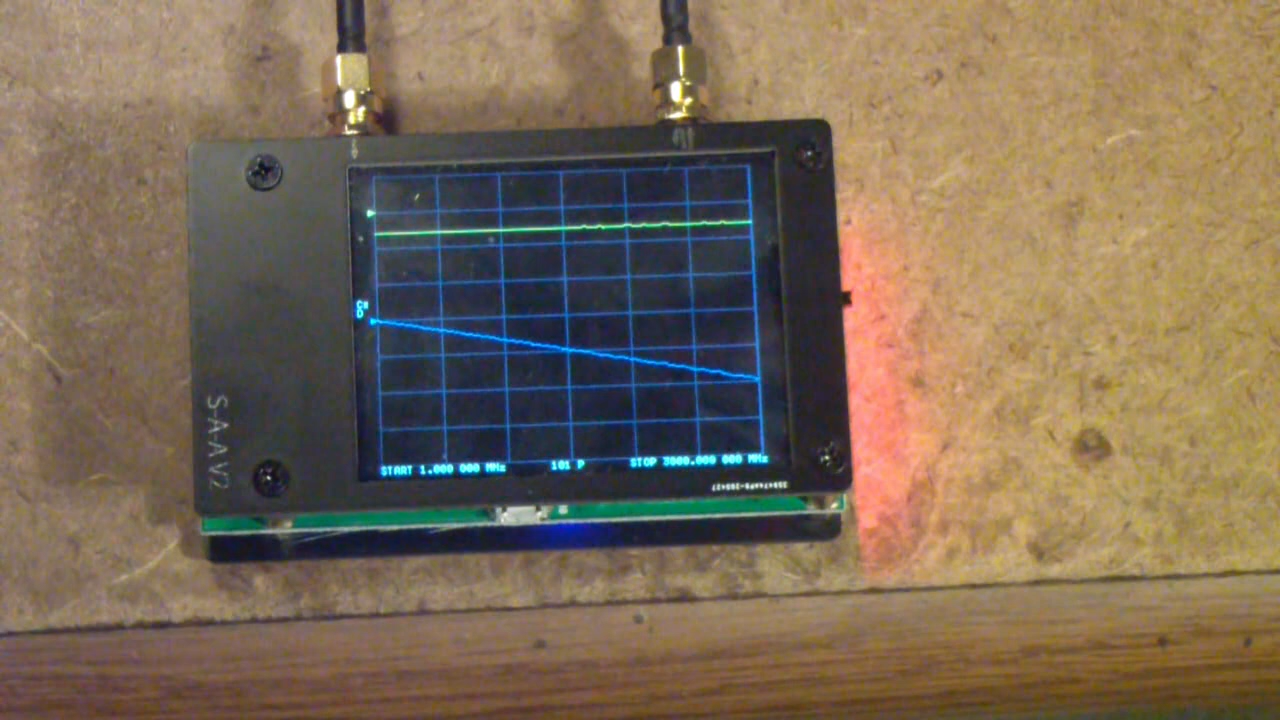 C*
D
S-A-A V2
START 1.000 000 MHz 101 P STOP 3000.000 000 MHz